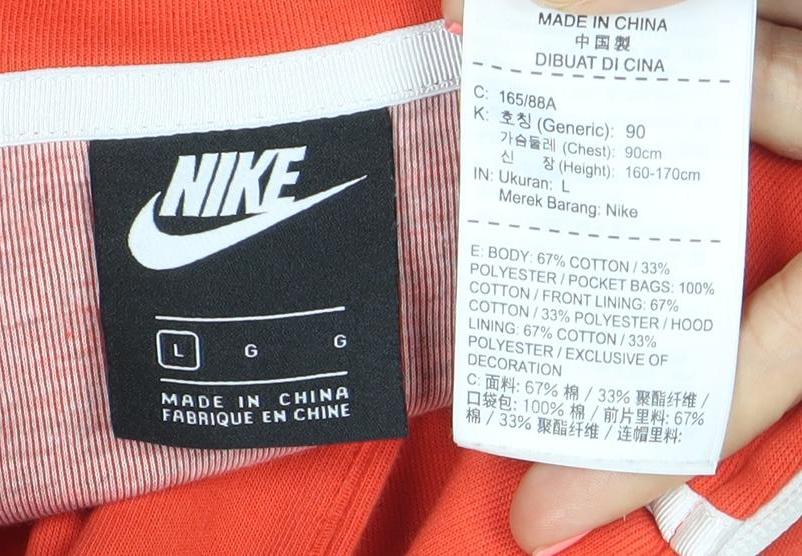 NIKE
L G G
MADE IN CHINA
FABRIQUE EN CHINE
MADE IN CHINA
中国製
DIBUAT DI CINA
C: 165/88A
K: 호칭 (Generic): 90
가슴둘레 (Chest): 90cm
신 장 (Height): 160-170cm
IN: Ukuran: L
Merek Barang: Nike
E: BODY: 67% COTTON / 33%
POLYESTER / POCKET BAGS: 100%
COTTON / FRONT LINING: 67%
COTTON / 33% POLYESTER / HOOD
LINING: 67% COTTON / 33%
POLYESTER / EXCLUSIVE OF
DECORATION
C: 面料: 67% 棉 / 33% 聚酯纤维 /
口袋包: 100% 棉 / 前片里料: 67%
棉 / 33% 聚酯纤维 / 连帽里料: